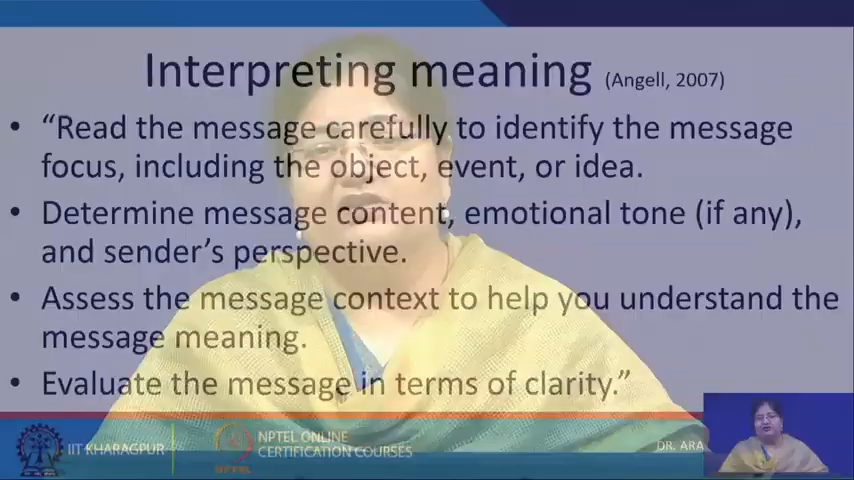 Interpreting meaning (Angell, 2007)
• “Read the message carefully to identify the message
focus, including the object, event, or idea.
• Determine message content, emotional tone (if any),
and sender’s perspective.
• Assess the message context to help you understand the
message meaning.
• Evaluate the message in terms of clarity.”
IIT KHARAGPUR
NPTEL
NPTEL ONLINE
CERTIFICATION COURSES
DR. ARA